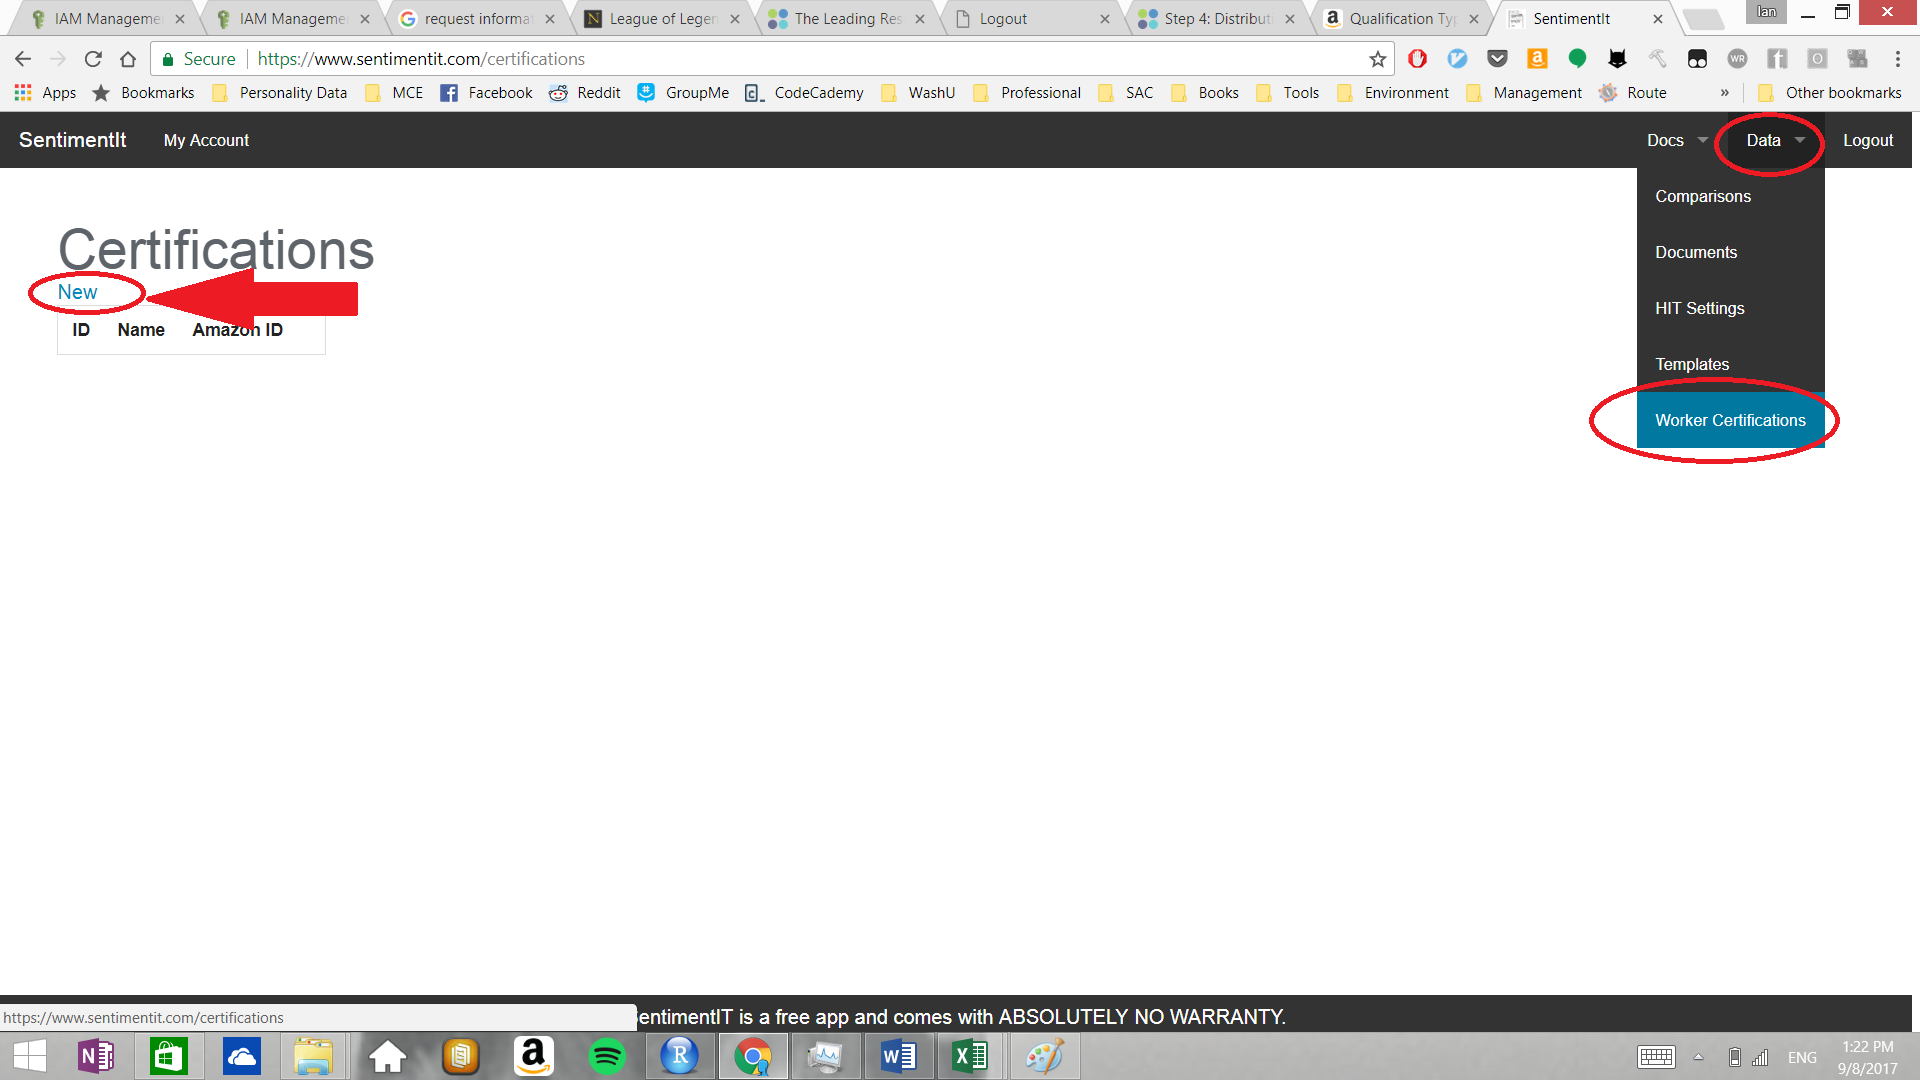 IAM Manageme
IAM Manageme
request informat
League of Legen
The Leading Res
Logout
Step 4: Distributi
Qualification Typ
SentimentIt
Ian
Secure
https://www.sentimentit.com/certifications
Apps
Bookmarks
Personality Data
MCE
Facebook
Reddit
GroupMe
CodeCademy
WashU
Professional
SAC
Books
Tools
Environment
Management
Route
»
Other bookmarks
SentimentIt
My Account
Docs
Data
Logout
Comparisons
Documents
HIT Settings
Templates
Worker Certifications
Certifications
New
ID Name Amazon ID
https://www.sentimentit.com/certifications
SentimentIT is a free app and comes with ABSOLUTELY NO WARRANTY.
ENG
1:22 PM
9/8/2017